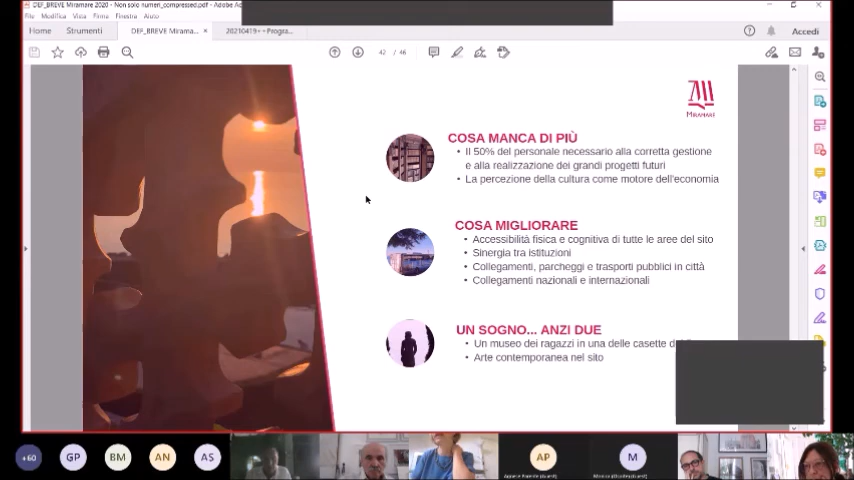 DEF_BREVE Miramare 2020 - Non solo numeri_compressed.pdf - Adobe Ac
File Modifica Vista Firma Finestra Aiuto
Home Strumenti DEF_BREVE Mirama... × 20210419--Progra... Accedi
42 / 46
MIRAMARE
COSA MANCA DI PIÙ
• Il 50% del personale necessario alla corretta gestione
e alla realizzazione dei grandi progetti futuri
• La percezione della cultura come motore dell'economia
COSA MIGLIORARE
• Accessibilità fisica e cognitiva di tutte le aree del sito
• Sinergia tra istituzioni
• Collegamenti, parcheggi e trasporti pubblici in città
• Collegamenti nazionali e internazionali
UN SOGNO... ANZI DUE
• Un museo dei ragazzi in una delle casette
• Arte contemporanea nel sito
+60 GP BM AN AS AP M